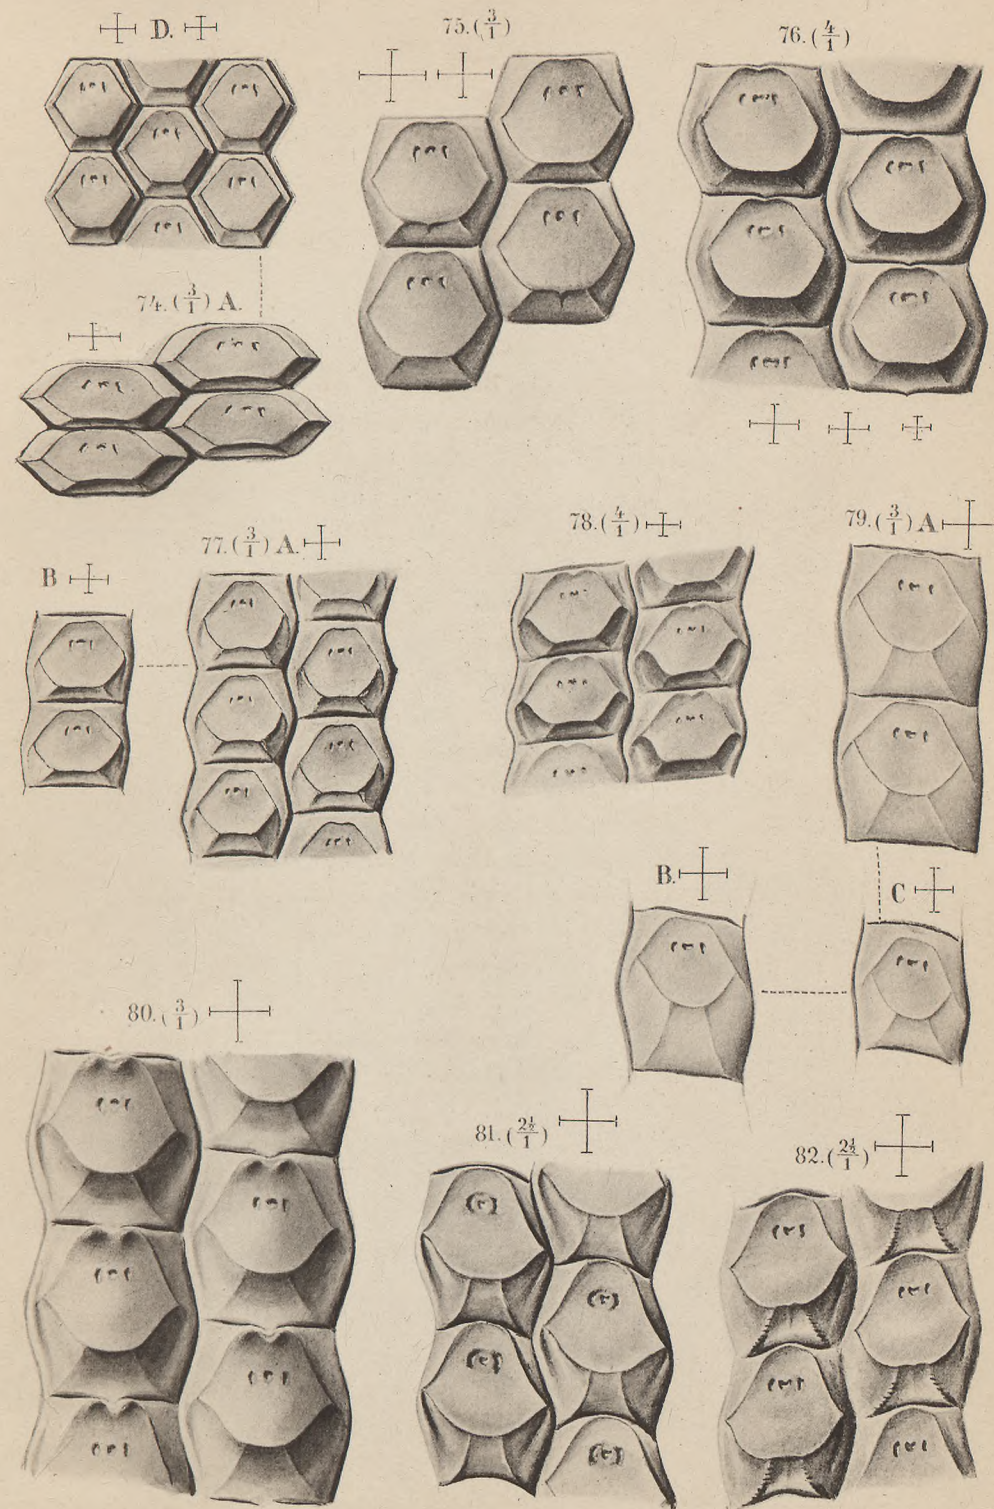 D.
75. (3/1)
76. (4/1)
74. (3/1) A.
77. (3/1) A.
B
78. (4/1)
79. (3/1) A
B.
C
80. (3/1)
81. (2½/1)
82. (2½/1)